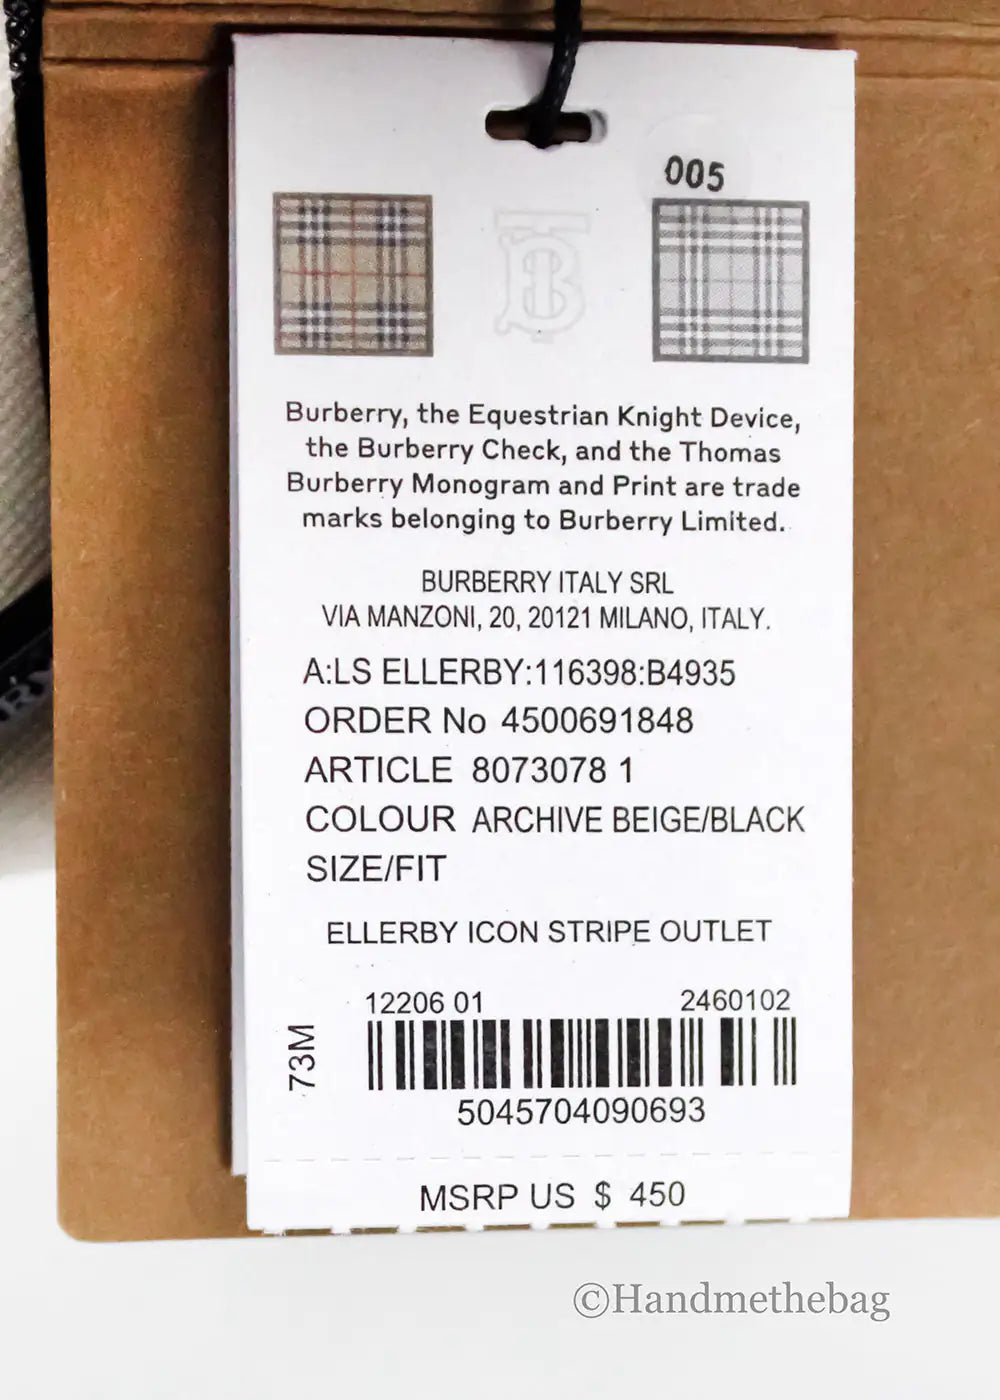 005
Burberry, the Equestrian Knight Device,
the Burberry Check, and the Thomas
Burberry Monogram and Print are trade
marks belonging to Burberry Limited.
BURBERRY ITALY SRL
VIA MANZONI, 20, 20121 MILANO, ITALY.
A:LS ELLERBY:116398:B4935
ORDER No 4500691848
ARTICLE 8073078 1
COLOUR ARCHIVE BEIGE/BLACK
SIZE/FIT
ELLERBY ICON STRIPE OUTLET
12206 01 2460102
73M
5045704090693
MSRP US $ 450
©Handmethebag